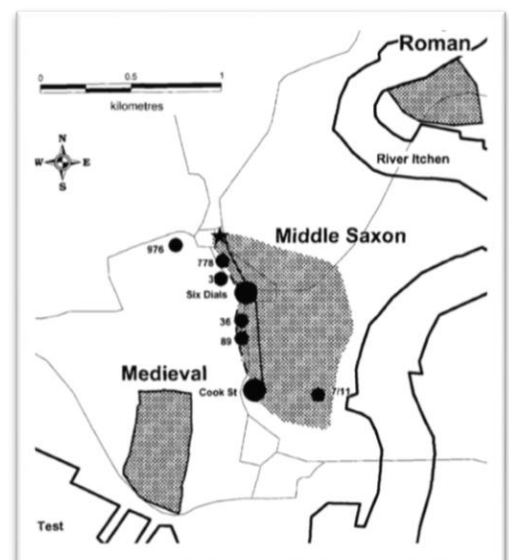 Roman
0 0.5 1
kilometres
N
W E
S
River Itchen
976
Middle Saxon
778
3
Six Dials
36
89
Medieval
Cook St
7/11
Test